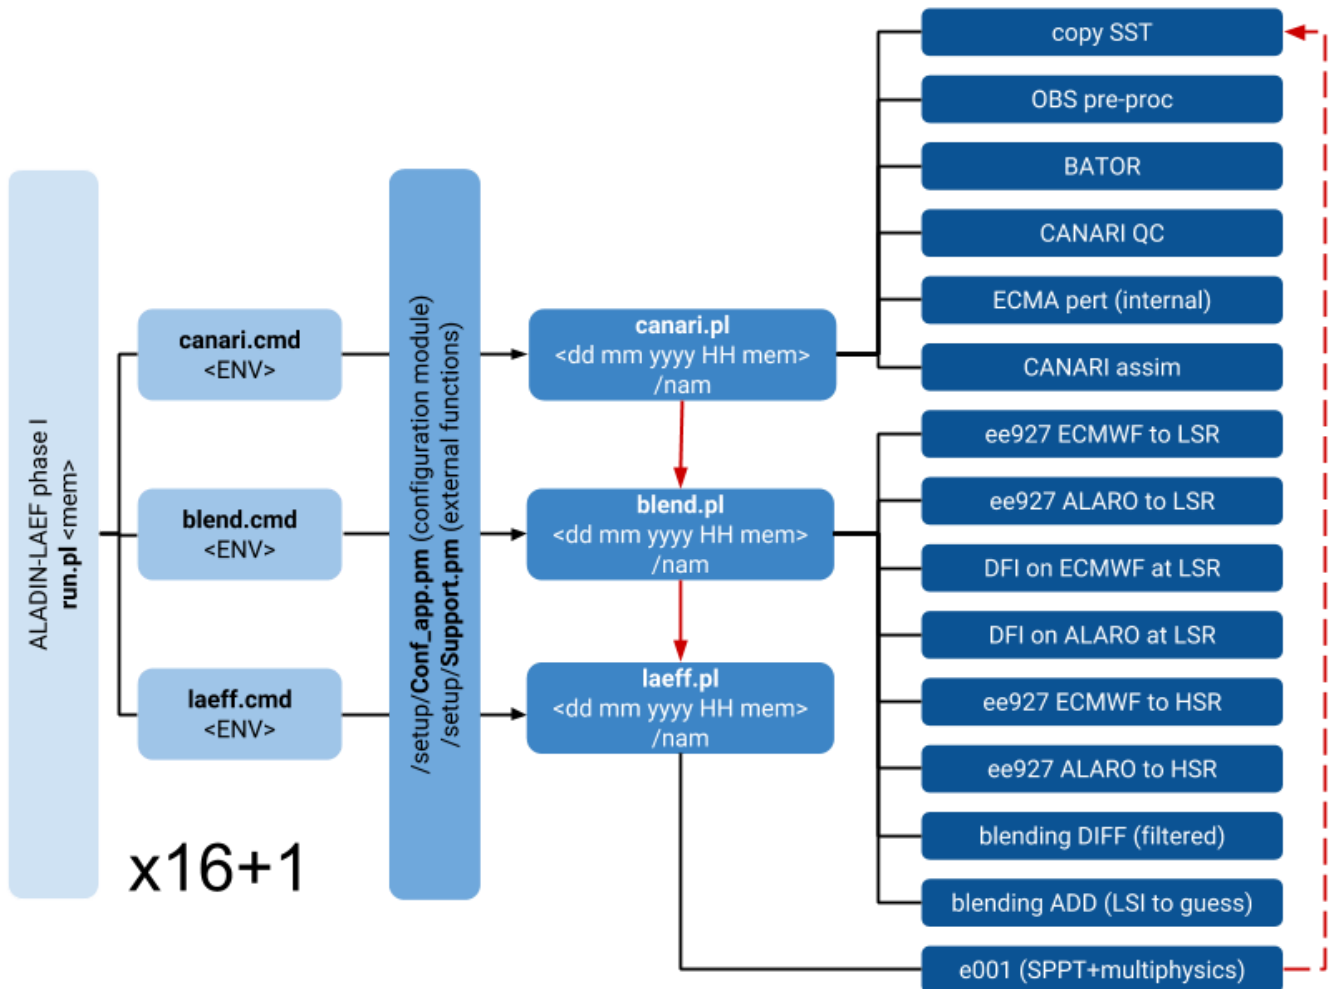 ALADIN-LAEF phase I
run.pl <mem>
canari.cmd
<ENV>
blend.cmd
<ENV>
laeff.cmd
<ENV>
x16+1
/setup/Conf_app.pm (configuration module)
/setup/Support.pm (external functions)
canari.pl
<dd mm yyyy HH mem>
/nam
blend.pl
<dd mm yyyy HH mem>
/nam
laeff.pl
<dd mm yyyy HH mem>
/nam
copy SST
OBS pre-proc
BATOR
CANARI QC
ECMA pert (internal)
CANARI assim
ee927 ECMWF to LSR
ee927 ALARO to LSR
DFI on ECMWF at LSR
DFI on ALARO at LSR
ee927 ECMWF to HSR
ee927 ALARO to HSR
blending DIFF (filtered)
blending ADD (LSI to guess)
e001 (SPPT+multiphysics)